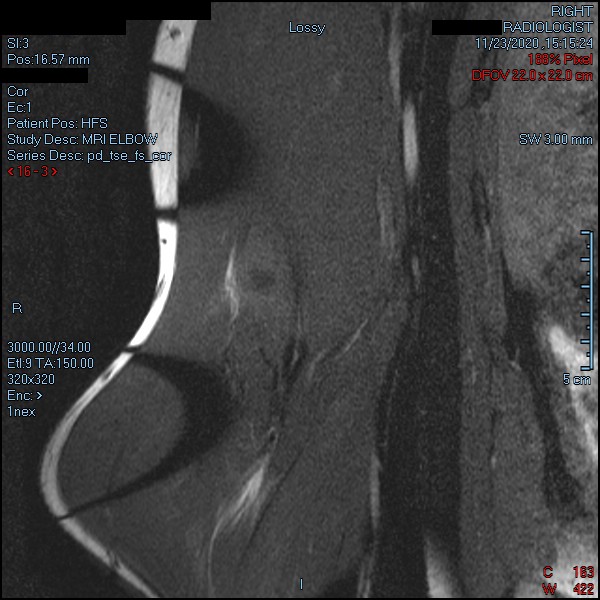 RIGHT
Lossy
RADIOLOGIST
SI:3
11/23/2020 ,15:15:24
Pos:16.57 mm
188% Pixel
DFOV 22.0 x 22.0 cm
Cor
Ec:1
Patient Pos: HFS
Study Desc: MRI ELBOW
SW 3.00 mm
Series Desc: pd_tse_fs_cor
< 16 - 3 >
R
3000.00//34.00
Etl:9 TA:150.00
320x320
5 cm
Enc: >
1nex
I
C 183
W 422